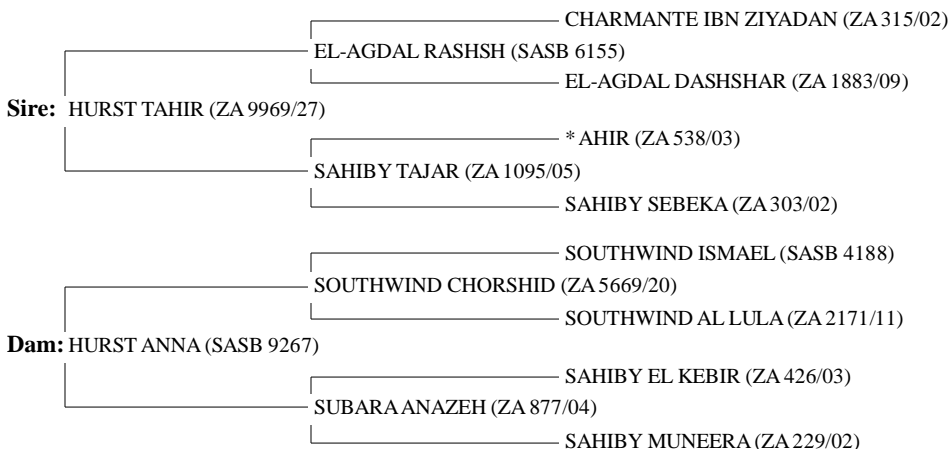 CHARMANTE IBN ZIYADAN (ZA 315/02)
EL-AGDAL RASHSH (SASB 6155)
EL-AGDAL DASHSHAR (ZA 1883/09)
Sire: HURST TAHIR (ZA 9969/27)
* AHIR (ZA 538/03)
SAHIBY TAJAR (ZA 1095/05)
SAHIBY SEBEKA (ZA 303/02)
SOUTHWIND ISMAEL (SASB 4188)
SOUTHWIND CHORSHID (ZA 5669/20)
SOUTHWIND AL LULA (ZA 2171/11)
Dam: HURST ANNA (SASB 9267)
SAHIBY EL KEBIR (ZA 426/03)
SUBARA ANAZEH (ZA 877/04)
SAHIBY MUNEERA (ZA 229/02)